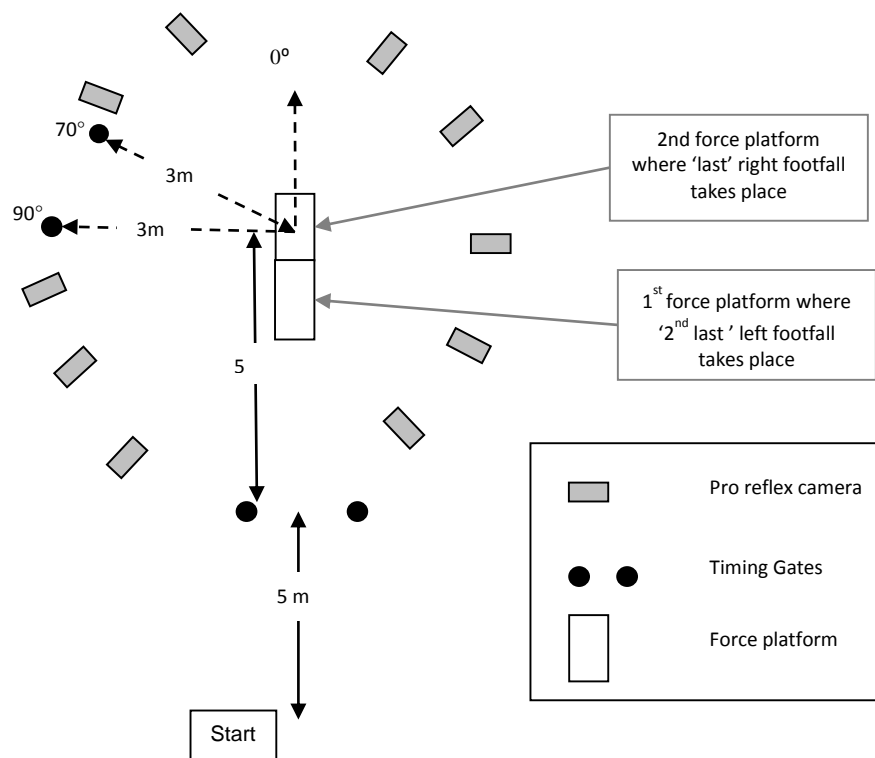 0º
70°
3m
90°
3m
2nd force platform
where ‘last’ right footfall
takes place
1st force platform where
‘2nd last ’ left footfall
takes place
5
5 m
Start
Pro reflex camera
Timing Gates
Force platform